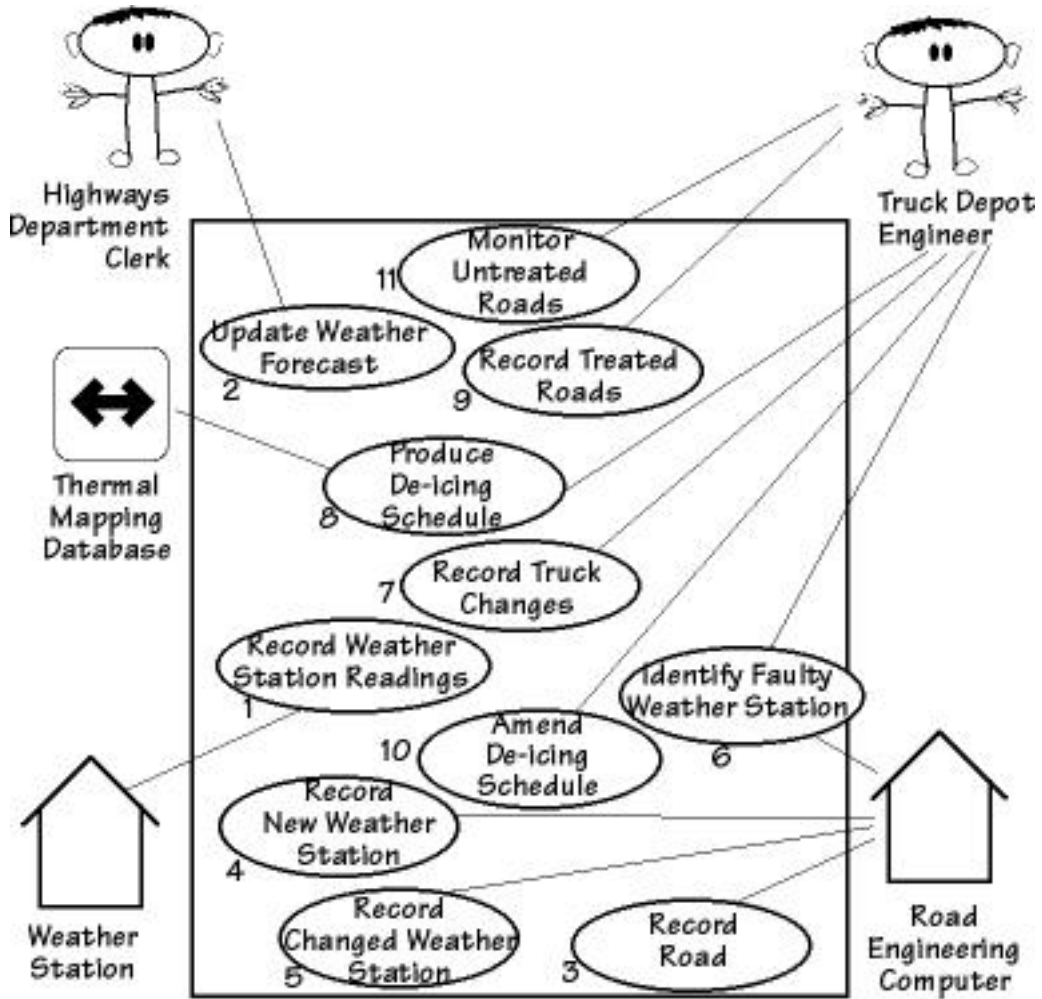 Highways
Department
Clerk
Truck Depot
Engineer
Monitor
Untreated
Roads
11
Update Weather
Forecast
2
Record Treated
Roads
9
Thermal
Mapping
Database
Produce
De-icing
Schedule
8
Record Truck
Changes
7
Record Weather
Station Readings
1
Identify Faulty
Weather Station
6
Amend
De-icing
Schedule
10
Record
New Weather
Station
4
Record
Changed Weather
Station
5
Record
Road
3
Weather
Station
Road
Engineering
Computer